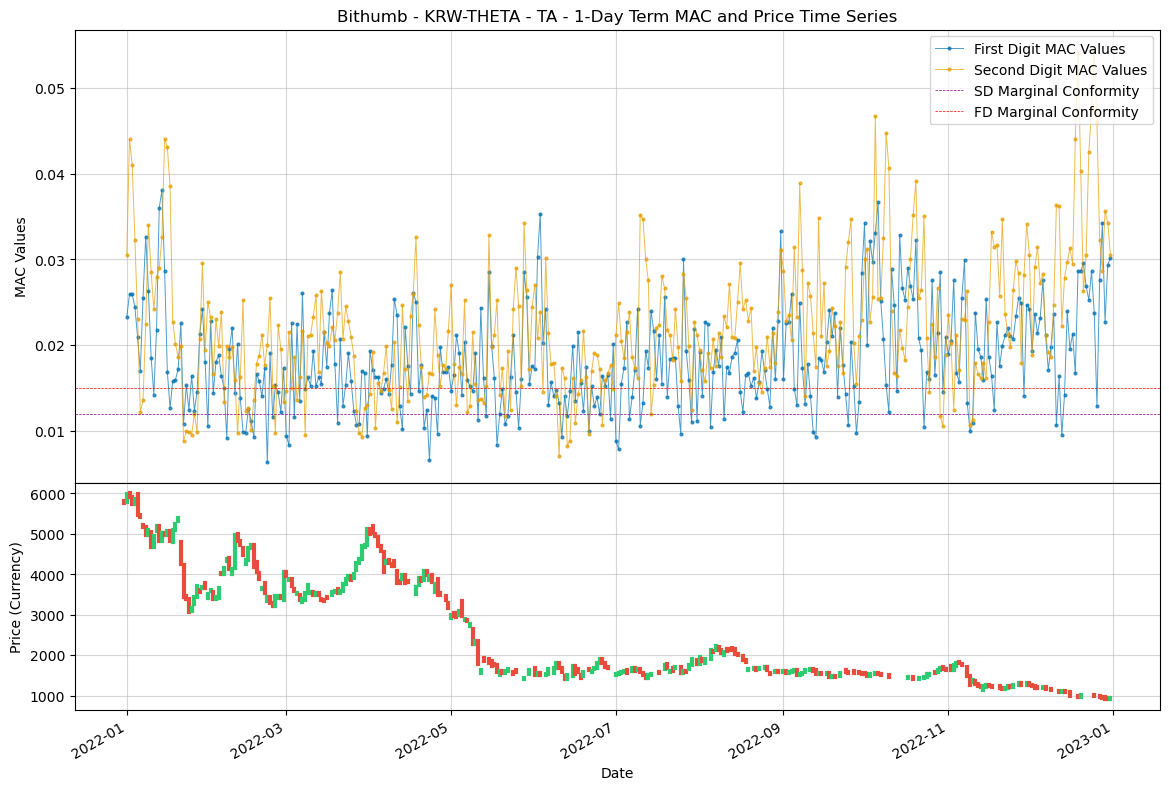 Bithumb - KRW-THETA - TA - 1-Day Term MAC and Price Time Series
First Digit MAC Values
Second Digit MAC Values
SD Marginal Conformity
FD Marginal Conformity
MAC Values
0.05
0.04
0.03
0.02
0.01
Price (Currency)
6000
5000
4000
3000
2000
1000
2022-01
2022-03
2022-05
2022-07
2022-09
2022-11
2023-01
Date